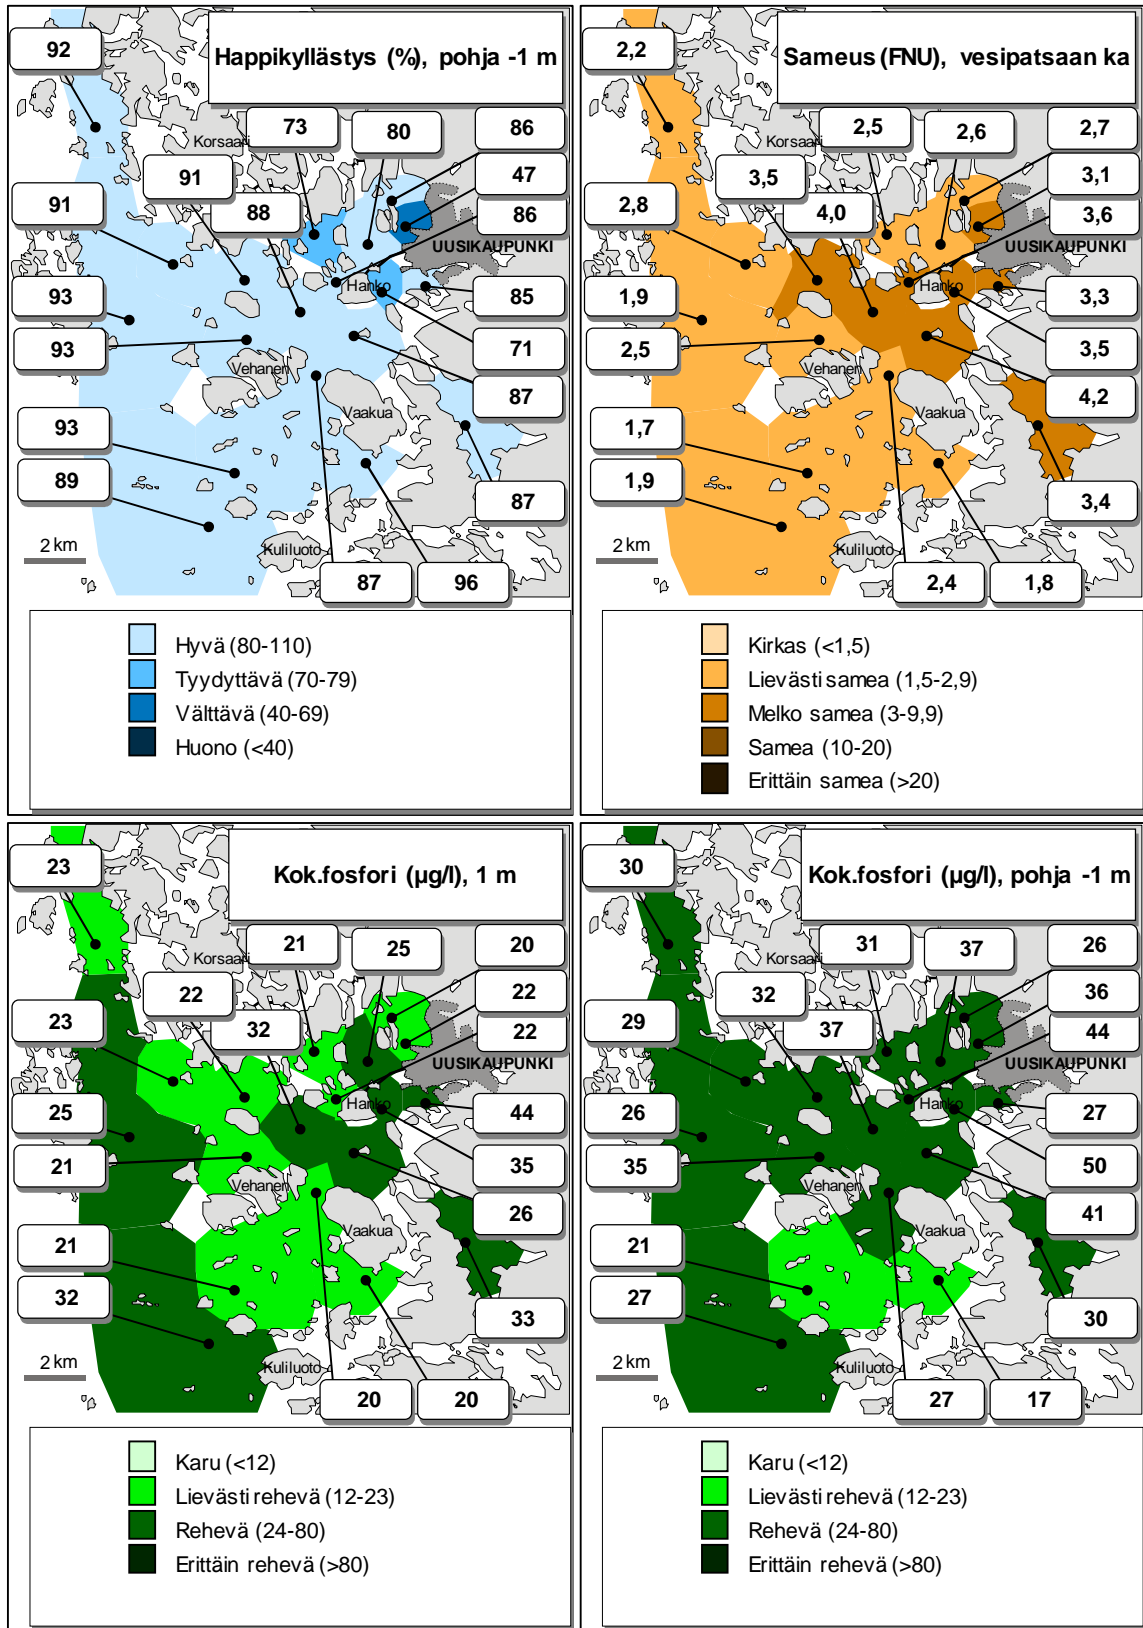 Happikyllästys (%), pohja -1 m
92
73
80
86
Korsaari
91
47
91
88
86
UUSIKAUPUNKI
93
Hanko
85
93
71
Vehanen
87
Vaakua
93
89
87
2 km
Kuliluoto
87
96
Hyvä (80-110)
Tyydyttävä (70-79)
Välttävä (40-69)
Huono (<40)
Sameus (FNU), vesipatsaan ka
2,2
2,5
2,6
2,7
Korsaari
3,5
3,1
2,8
4,0
3,6
UUSIKAUPUNKI
1,9
Hanko
3,3
2,5
3,5
Vehanen
4,2
Vaakua
1,7
1,9
3,4
2 km
Kuliluoto
2,4
1,8
Kirkas (<1,5)
Lievästi samea (1,5-2,9)
Melko samea (3-9,9)
Samea (10-20)
Erittäin samea (>20)
Kok.fosfori (µg/l), 1 m
23
21
25
20
Korsaari
22
22
23
32
22
UUSIKAUPUNKI
25
Hanko
44
21
35
Vehanen
26
Vaakua
21
32
33
2 km
Kuliluoto
20
20
Karu (<12)
Lievästi rehevä (12-23)
Rehevä (24-80)
Erittäin rehevä (>80)
Kok.fosfori (µg/l), pohja -1 m
30
31
37
26
Korsaari
32
36
29
37
44
UUSIKAUPUNKI
26
Hanko
27
35
50
Vehanen
41
Vaakua
21
27
30
2 km
Kuliluoto
27
17
Karu (<12)
Lievästi rehevä (12-23)
Rehevä (24-80)
Erittäin rehevä (>80)